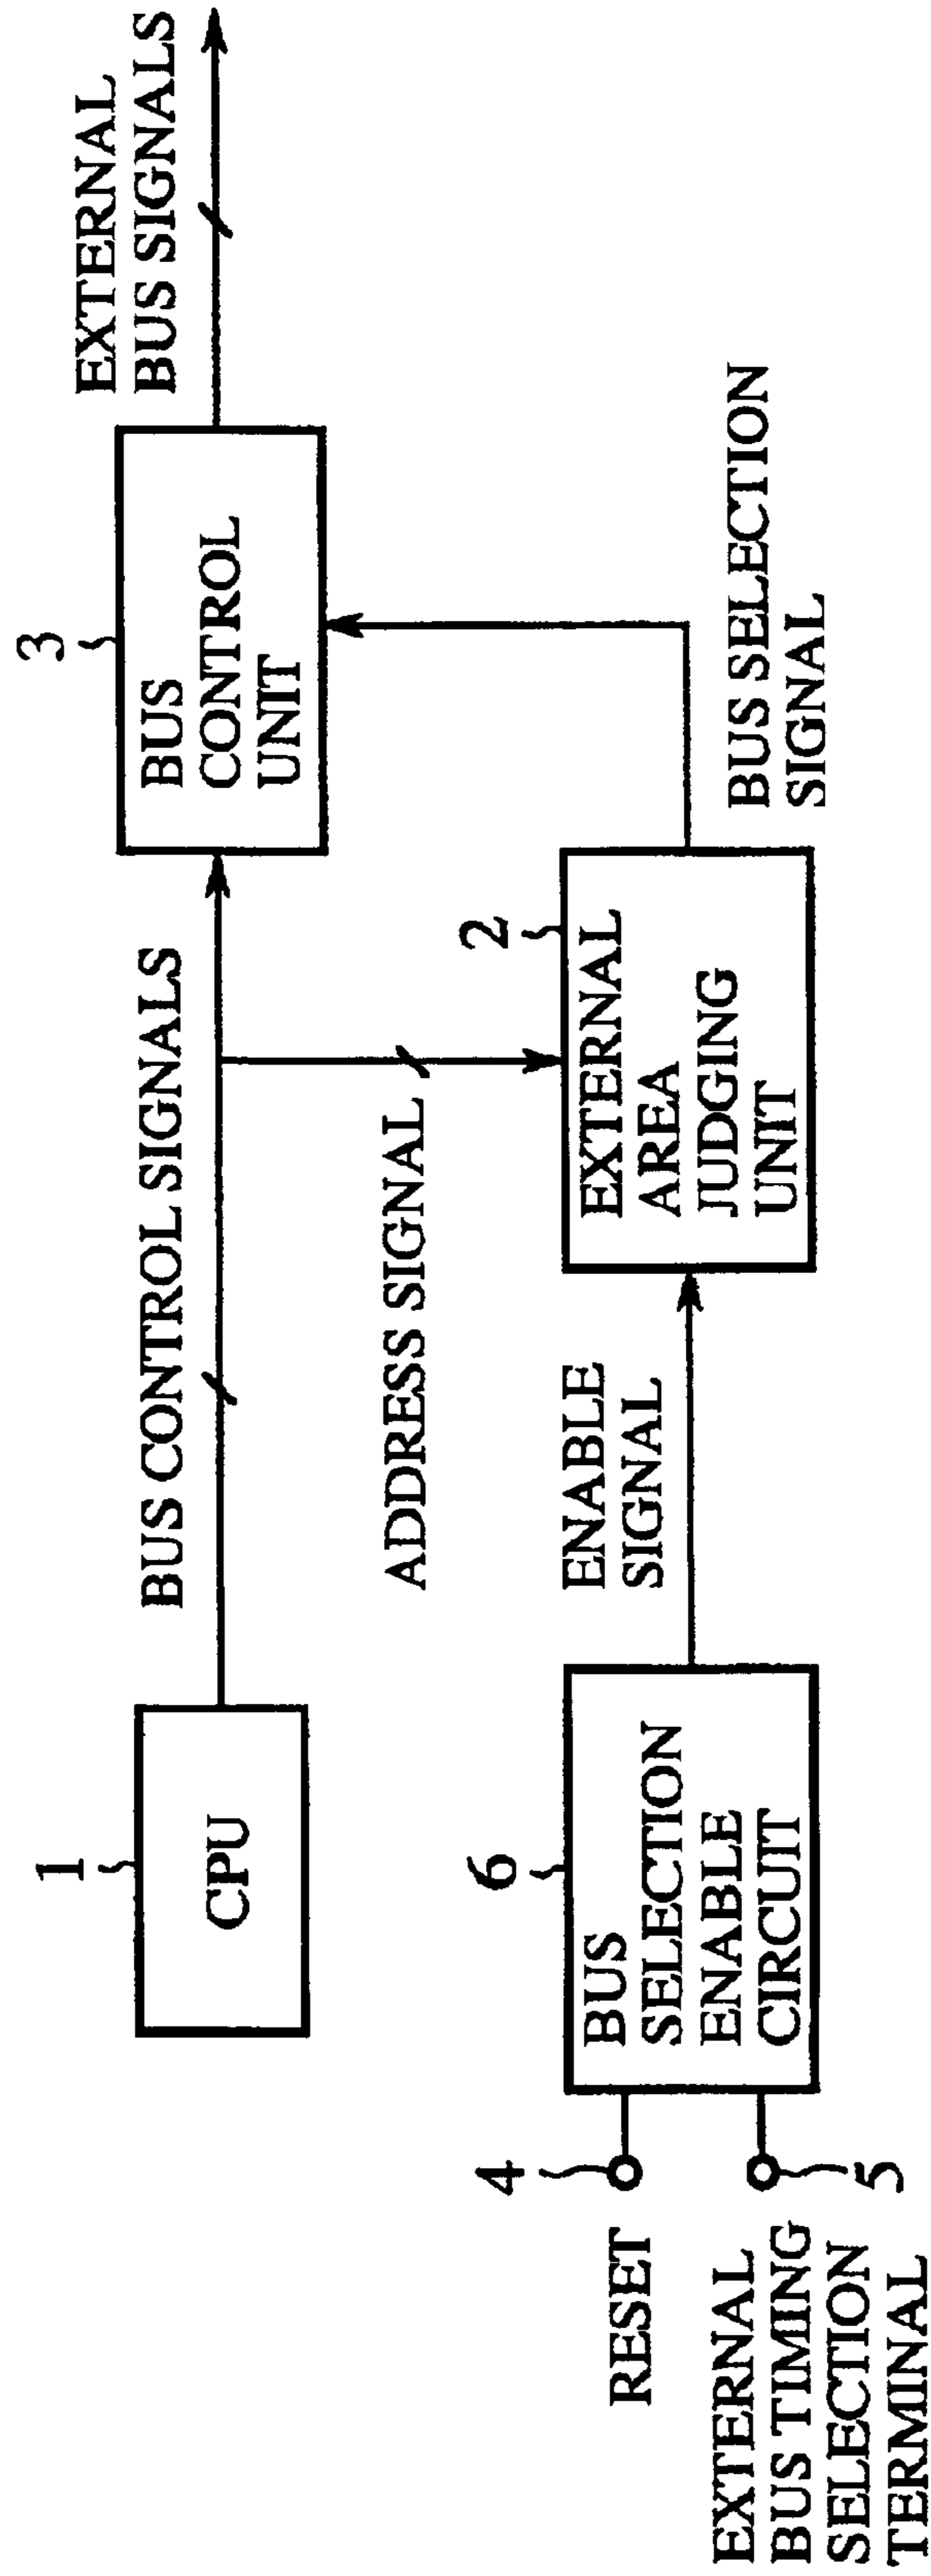 1
CPU
BUS CONTROL SIGNALS
3
BUS
CONTROL
UNIT
EXTERNAL
BUS SIGNALS
ADDRESS SIGNAL
4
RESET
EXTERNAL
BUS TIMING
SELECTION
TERMINAL
5
6
BUS
SELECTION
ENABLE
CIRCUIT
ENABLE
SIGNAL
2
EXTERNAL
AREA
JUDGING
UNIT
BUS SELECTION
SIGNAL